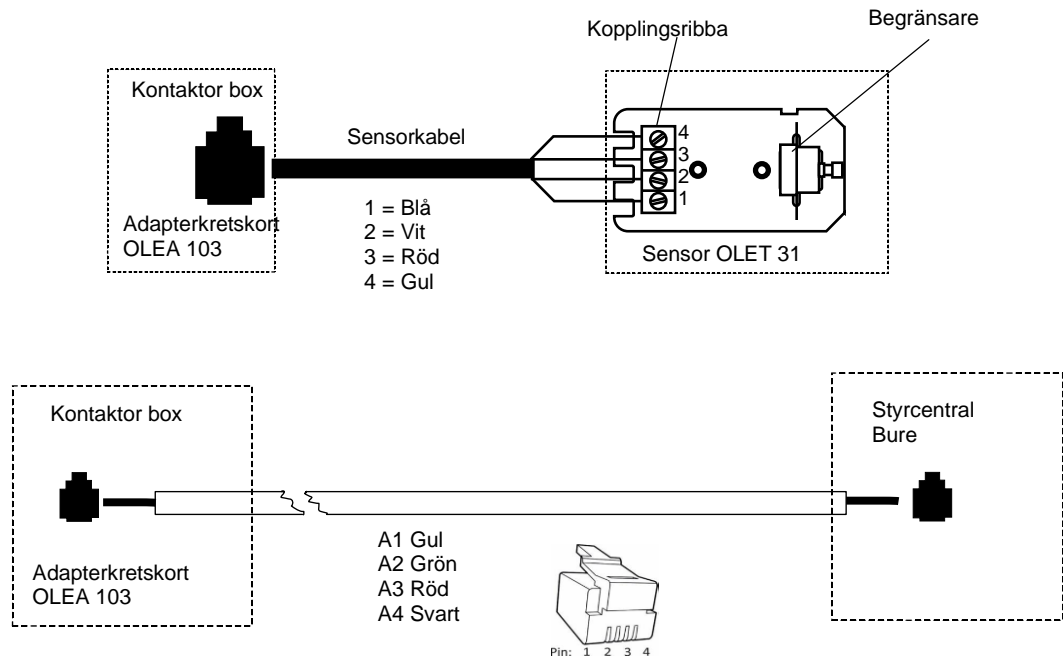 Kopplingsribba
Begränsare
Kontaktor box
Sensorkabel
4
3
2
1
Adapterkretskort
OLEA 103
1 = Blå
2 = Vit
3 = Röd
4 = Gul
Sensor OLET 31
Kontaktor box
Styrcentral
Bure
Adapterkretskort
OLEA 103
A1 Gul
A2 Grön
A3 Röd
A4 Svart
Pin: 1 2 3 4